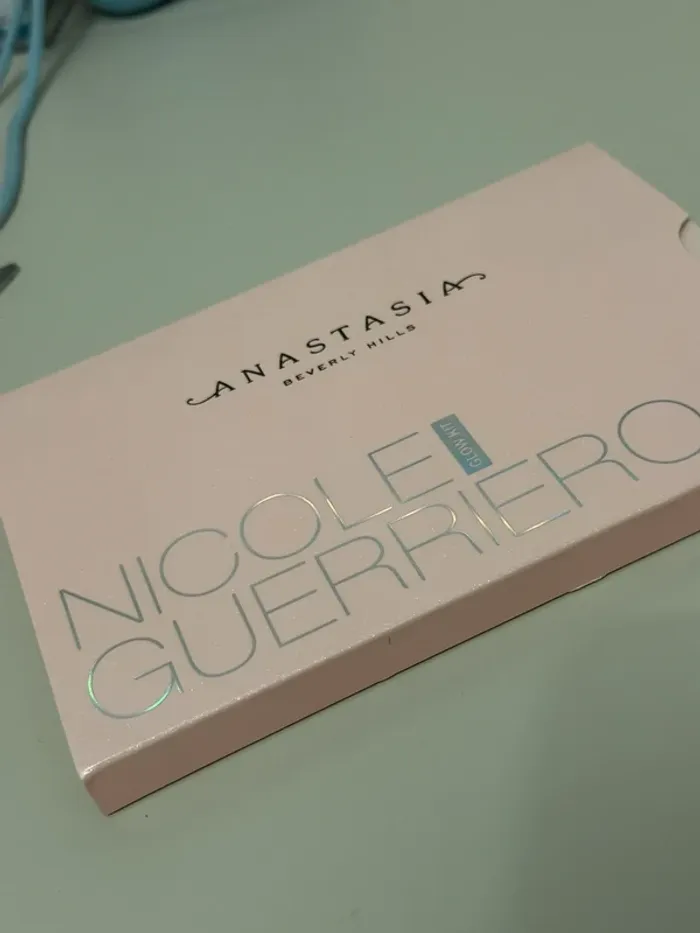 ANASTASIA
BEVERLY HILLS
NICOLE
GLOW KIT
GUERRIERO